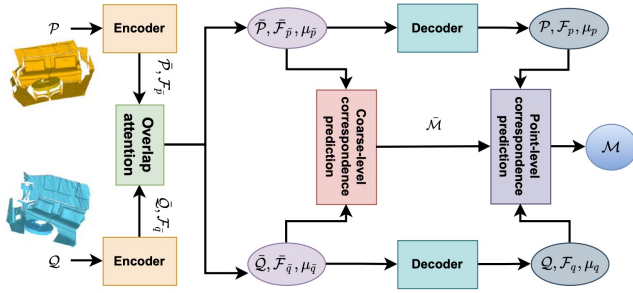 𝒫
Encoder
𝒫̄, ℱ_p̄
Overlap
attention
𝒬̄, ℱ_q̄
𝒬
Encoder
𝒫̄, ℱ̄_p̄, μ_p̄
Decoder
𝒫, ℱ_p, μ_p
Coarse-level
correspondence
prediction
ℳ̄
Point-level
correspondence
prediction
ℳ
𝒬̄, ℱ̄_q̄, μ_q̄
Decoder
𝒬, ℱ_q, μ_q